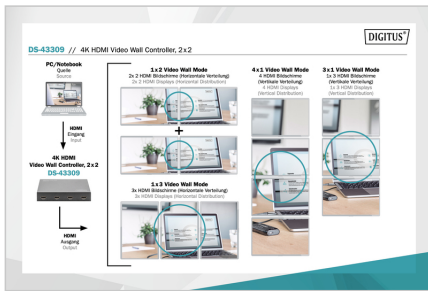 DIGITUS®
DS-43309 // 4K HDMI Video Wall Controller, 2x2
PC/Notebook
Quelle
Source
HDMI
Eingang
Input
4K HDMI
Video Wall Controller, 2x2
DS-43309
HDMI
Ausgang
Output
1x2 Video Wall Mode
2x 2 HDMI Bildschirme (Horizontale Verteilung)
2x 2 HDMI Displays (Horizontal Distribution)
+
1x3 Video Wall Mode
3x HDMI Bildschirme (Horizontale Verteilung)
3x HDMI Displays (Horizontal Distribution)
4x1 Video Wall Mode
4 HDMI Bildschirme
(Vertikale Verteilung)
4 HDMI Displays
(Vertical Distribution)
3x1 Video Wall Mode
1x 3 HDMI Bildschirme
(Vertikale Verteilung)
1x 3 HDMI Displays
(Vertical Distribution)